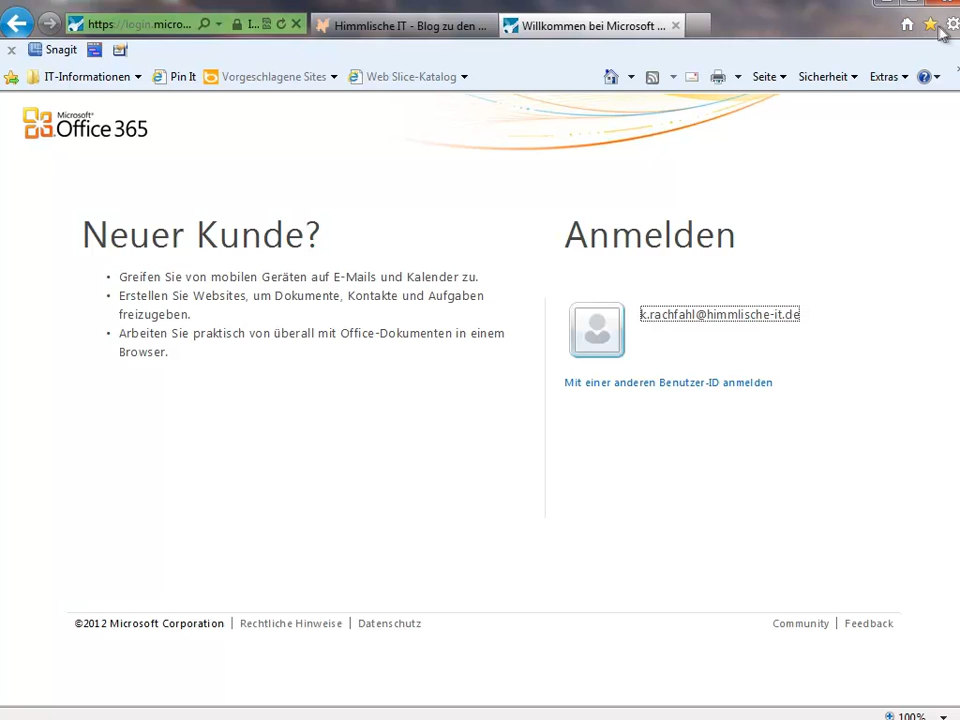 https://login.micro...
I...
Himmlische IT - Blog zu den ...
Willkommen bei Microsoft ...
Snagit
IT-Informationen
Pin It
Vorgeschlagene Sites
Web Slice-Katalog
Seite
Sicherheit
Extras
Microsoft®
Office 365
Neuer Kunde?
• Greifen Sie von mobilen Geräten auf E-Mails und Kalender zu.
• Erstellen Sie Websites, um Dokumente, Kontakte und Aufgaben
freizugeben.
• Arbeiten Sie praktisch von überall mit Office-Dokumenten in einem
Browser.
Anmelden
k.rachfahl@himmlische-it.de
Mit einer anderen Benutzer-ID anmelden
©2012 Microsoft Corporation | Rechtliche Hinweise | Datenschutz
Community | Feedback
100%